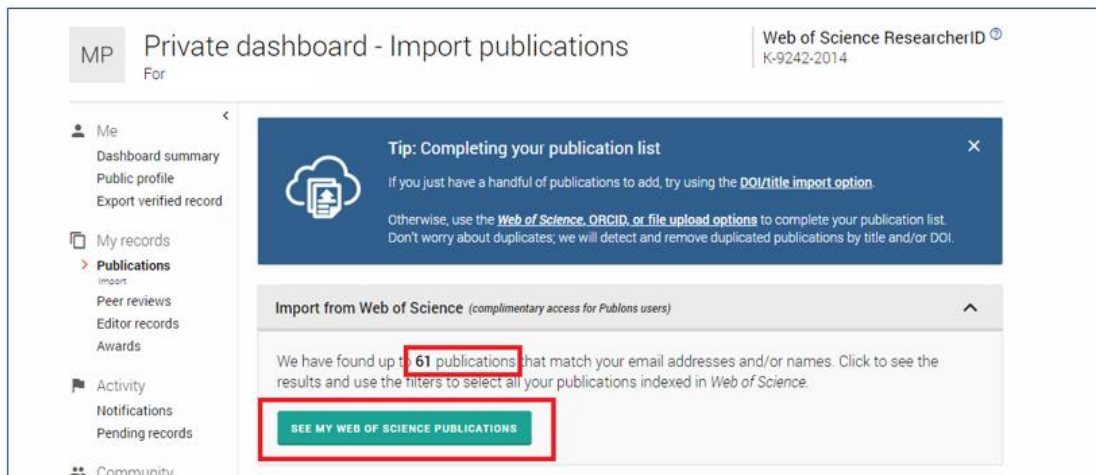 MP
Private dashboard - Import publications
For
Web of Science ResearcherID ?
K-9242-2014
<
Me
Dashboard summary
Public profile
Export verified record
My records
> Publications
Import
Peer reviews
Editor records
Awards
Activity
Notifications
Pending records
Community
Tip: Completing your publication list
If you just have a handful of publications to add, try using the DOI/title import option.
Otherwise, use the Web of Science, ORCID, or file upload options to complete your publication list.
Don't worry about duplicates; we will detect and remove duplicated publications by title and/or DOI.
Import from Web of Science (complimentary access for Publons users)
We have found up to 61 publications that match your email addresses and/or names. Click to see the
results and use the filters to select all your publications indexed in Web of Science.
SEE MY WEB OF SCIENCE PUBLICATIONS